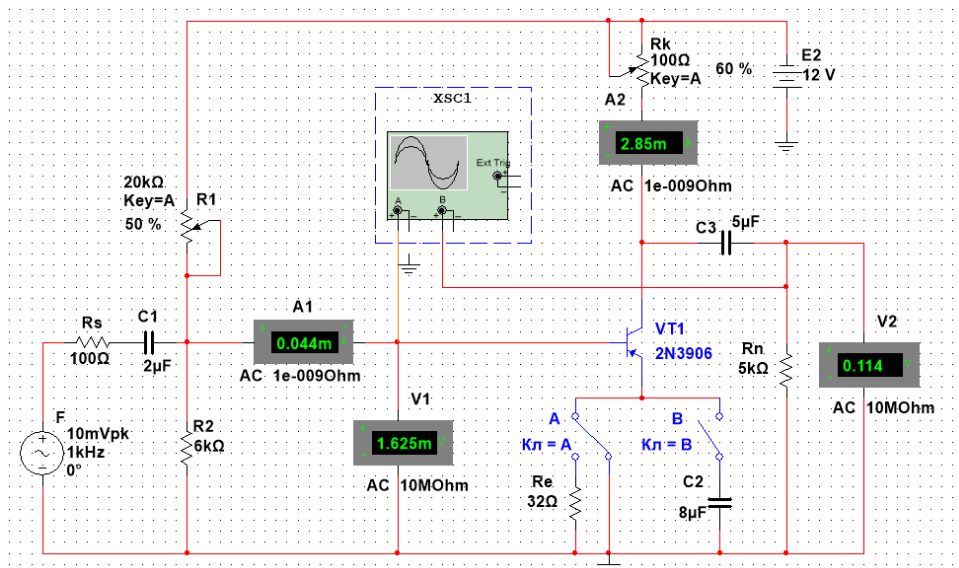 Rk
100Ω
Key=A
60 %
E2
12 V
XSC1
A2
Ext Trig
+
2.85m
A
B
AC 1e-009Ohm
20kΩ
Key=A
R1
50 %
C3
5µF
A1
Rs
C1
0.044m
100Ω
2µF
AC 1e-009Ohm
VT1
2N3906
V2
Rn
5kΩ
0.114
AC 10MOhm
V1
F
10mVpk
1kHz
0°
R2
6kΩ
1.625m
AC 10MOhm
A
B
Кл = A
Кл = B
Re
32Ω
C2
8µF